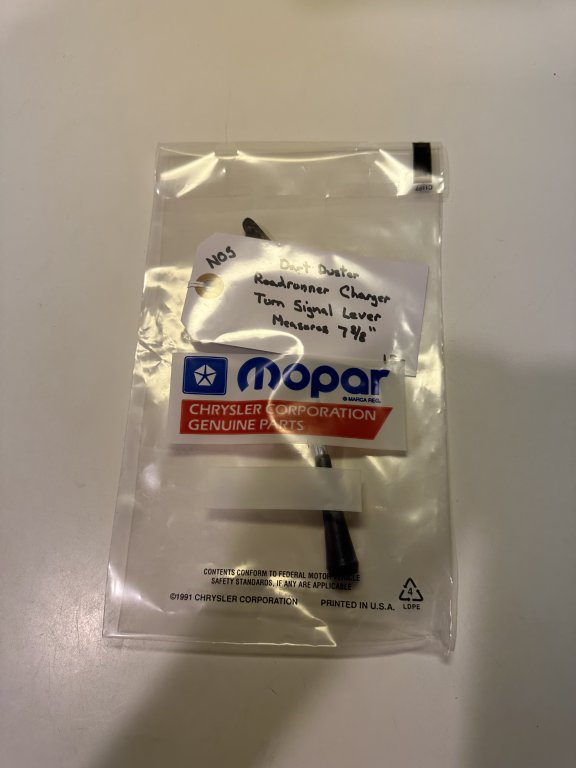 NOS
Dart Duster
Roadrunner Charger
Turn Signal Lever
Measures 7 5/8"
mopar
® MARCA REG.
CHRYSLER CORPORATION
GENUINE PARTS
CONTENTS CONFORM TO FEDERAL MOTOR VEHICLE
SAFETY STANDARDS, IF ANY ARE APPLICABLE
©1991 CHRYSLER CORPORATION PRINTED IN U.S.A.
4
LDPE